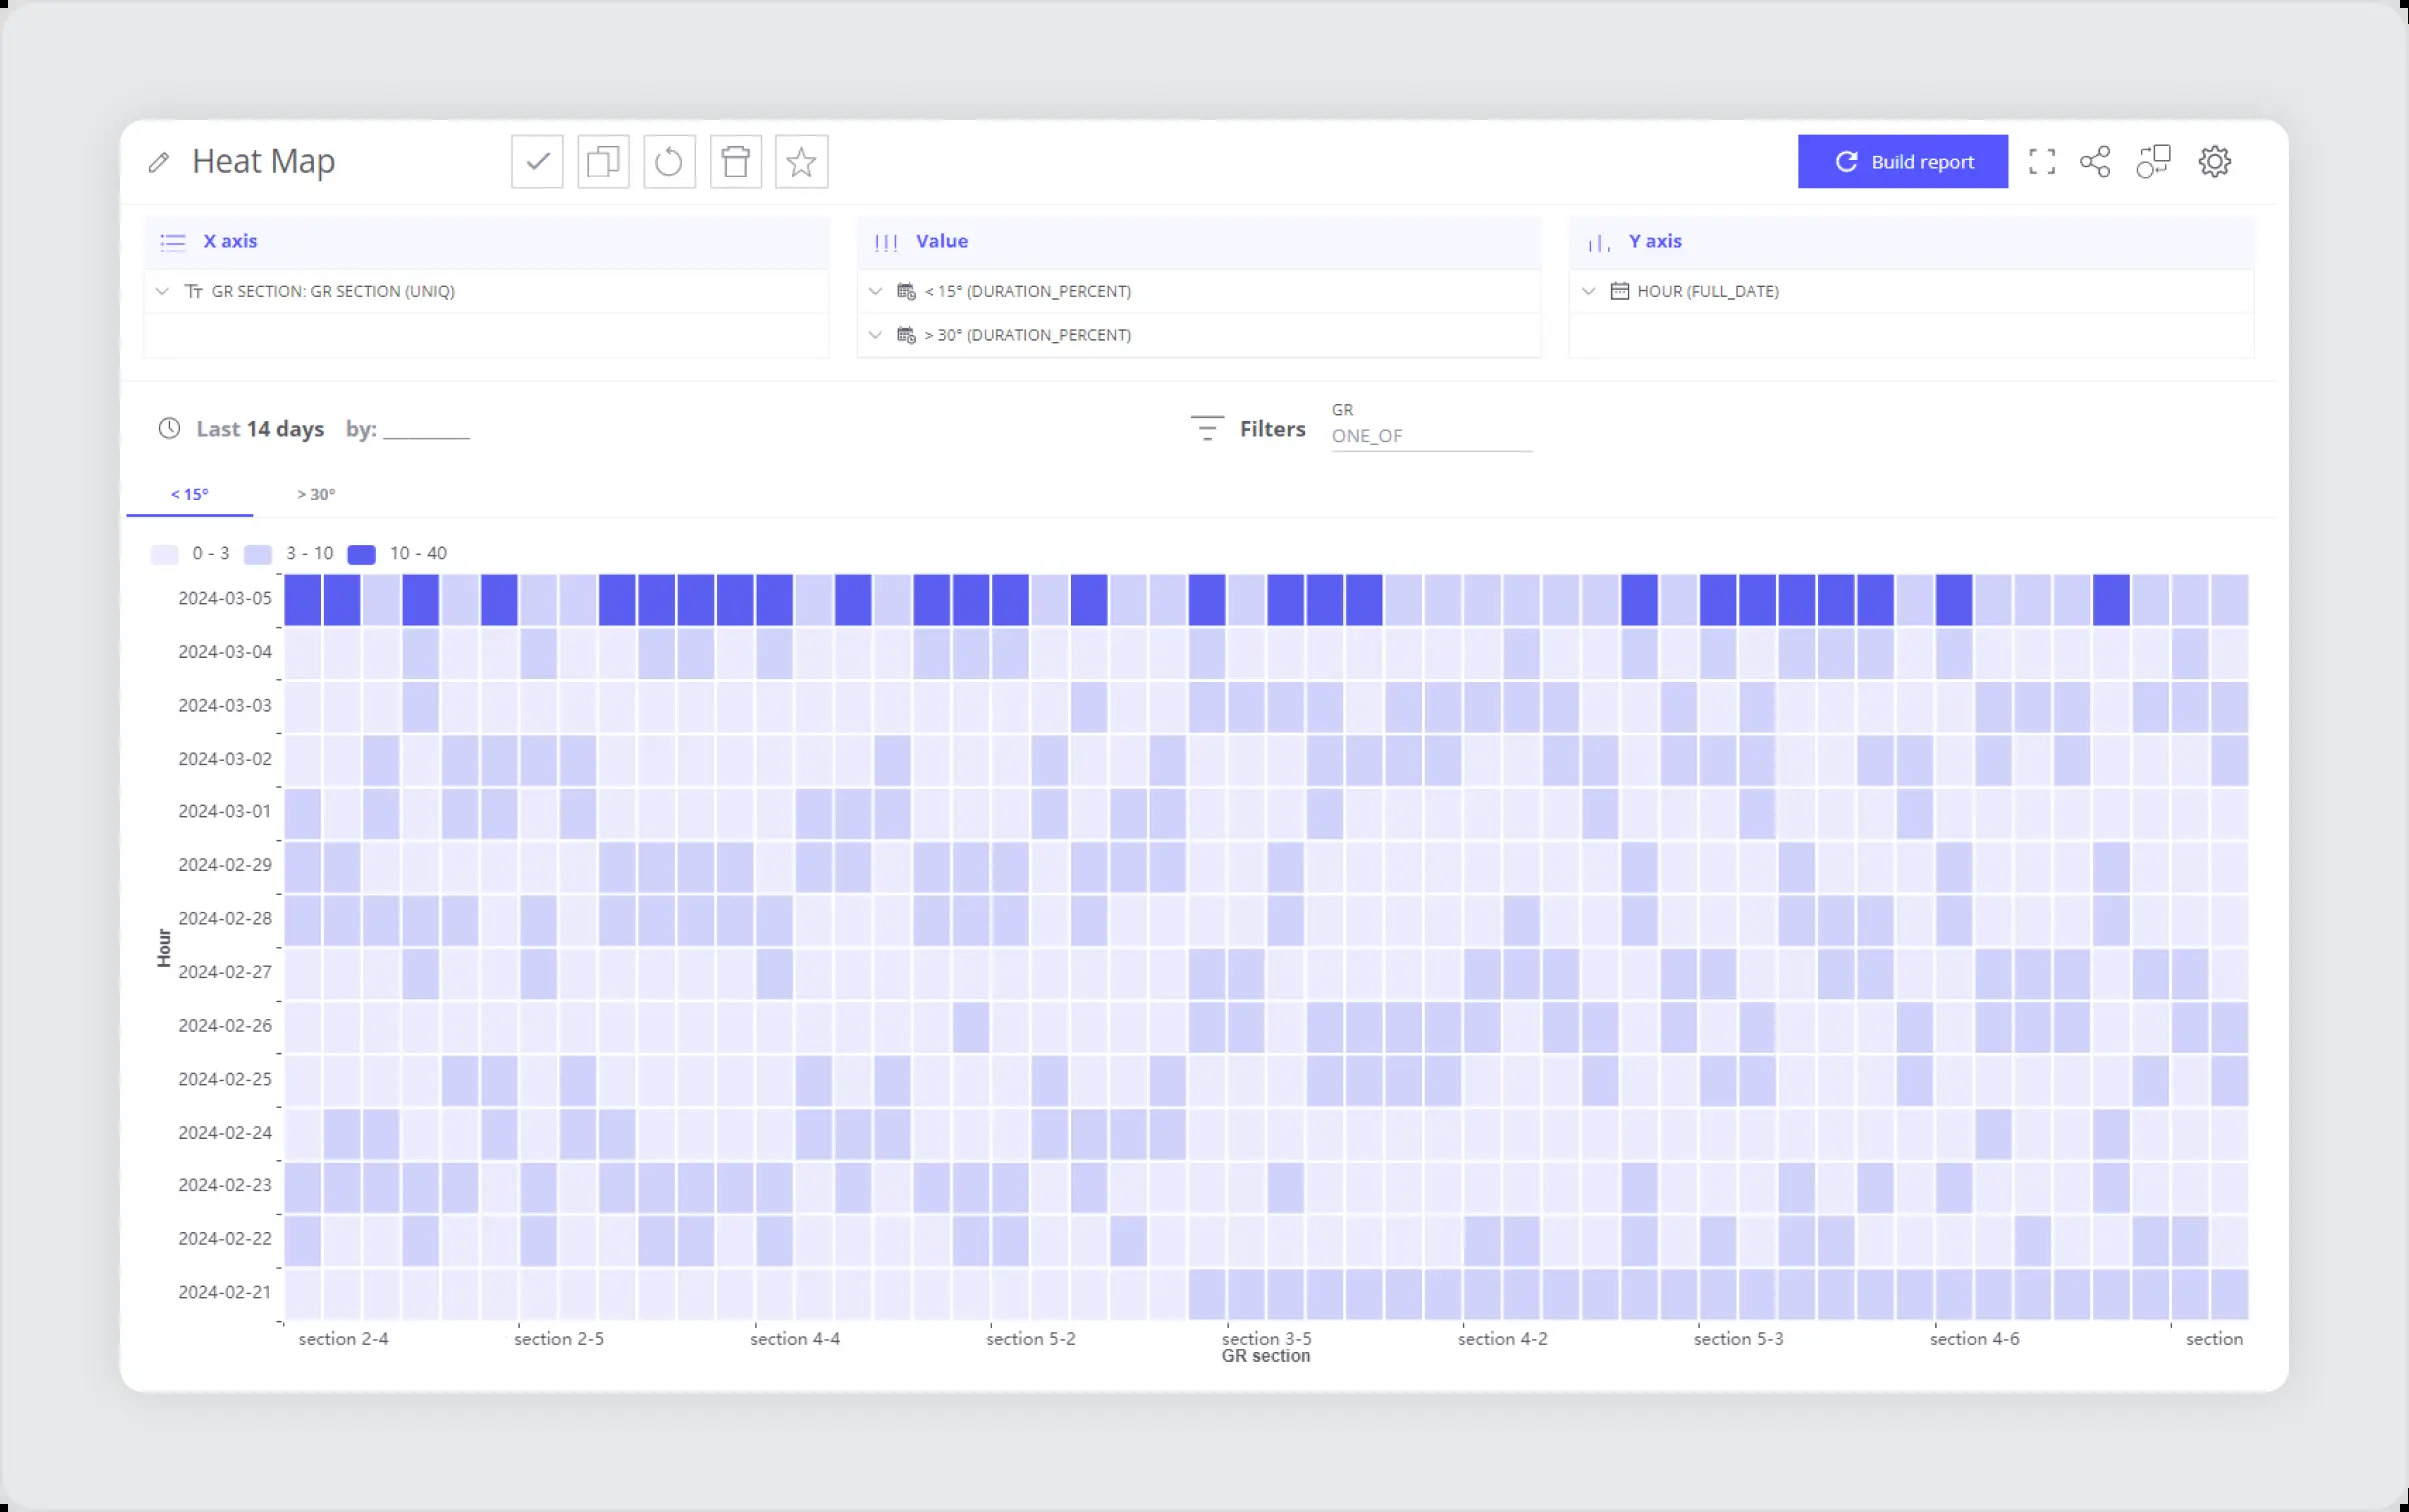 Heat Map
Build report
X axis
GR SECTION: GR SECTION (UNIQ)
Value
< 15° (DURATION_PERCENT)
> 30° (DURATION_PERCENT)
Y axis
HOUR (FULL_DATE)
Last 14 days by: ________
Filters
GR
ONE_OF
< 15° > 30°
0 - 3 3 - 10 10 - 40
2024-03-05
2024-03-04
2024-03-03
2024-03-02
2024-03-01
2024-02-29
2024-02-28
2024-02-27
2024-02-26
2024-02-25
2024-02-24
2024-02-23
2024-02-22
2024-02-21
Hour
section 2-4 section 2-5 section 4-4 section 5-2 section 3-5 section 4-2 section 5-3 section 4-6 section
GR section